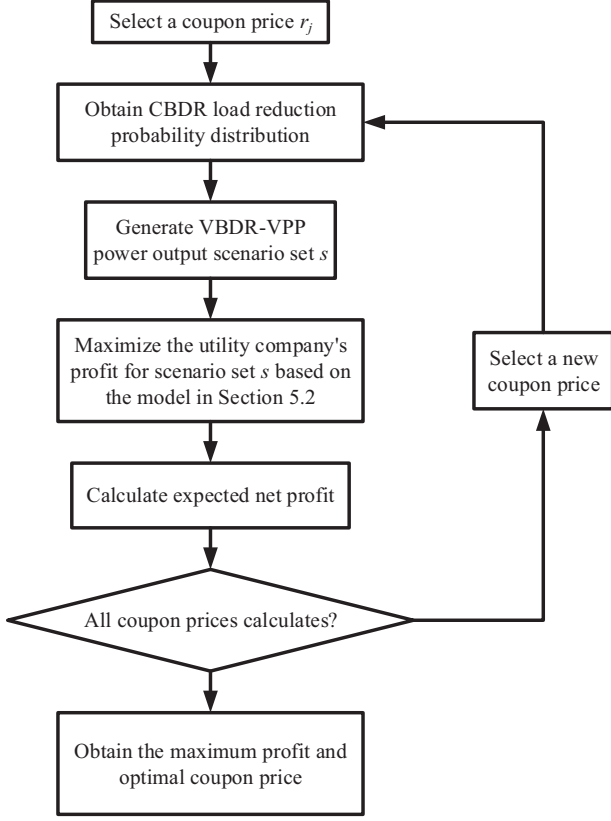 Select a coupon price rj
Obtain CBDR load reduction
probability distribution
Generate VBDR-VPP
power output scenario set s
Maximize the utility company's
profit for scenario set s based on
the model in Section 5.2
Select a new
coupon price
Calculate expected net profit
All coupon prices calculates?
Obtain the maximum profit and
optimal coupon price